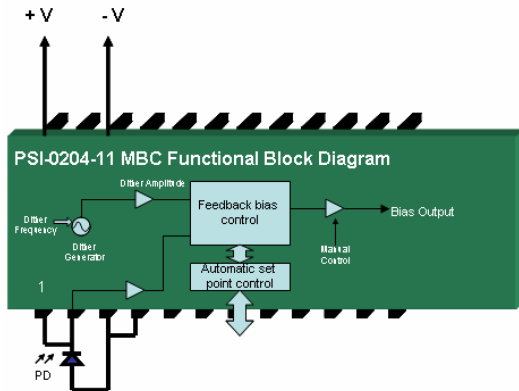 + V
- V
PSI-0204-11 MBC Functional Block Diagram
Dither Amplitude
Feedback bias
control
Dither
Frequency
Dither
Generator
Bias Output
Manual
Control
Automatic set
point control
1
PD